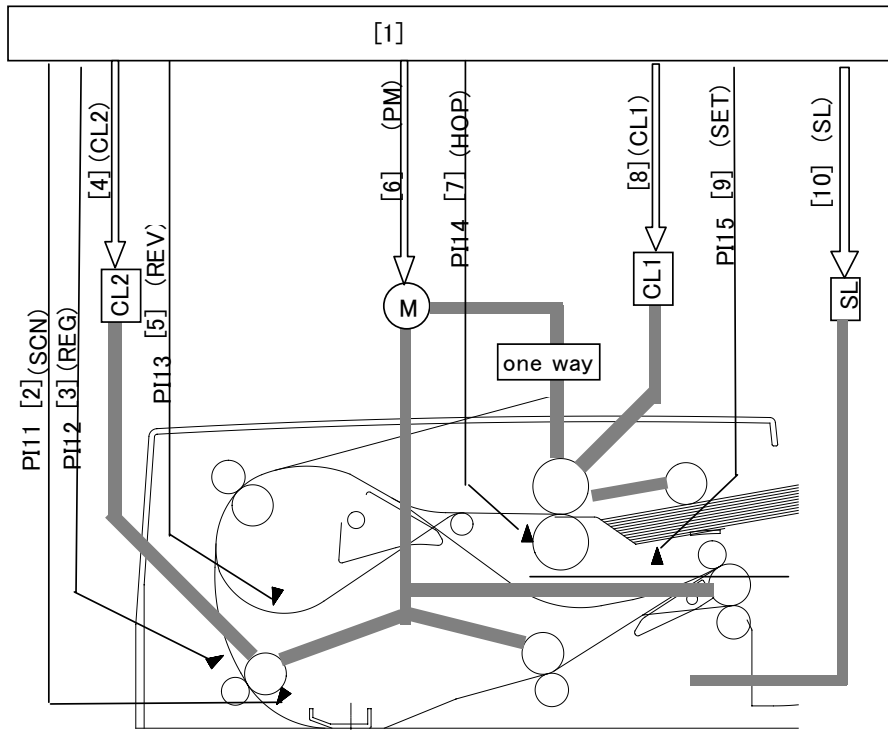 [1]
PI11 [2](SCN)
PI12 [3](REG)
[4](CL2)
PI13 [5] (REV)
[6] (PM)
PI14 [7](HOP)
[8](CL1)
PI15 [9] (SET)
[10] (SL)
CL2
M
CL1
SL
one way